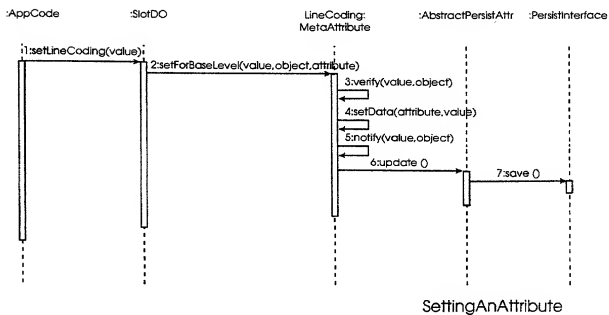 :AppCode
:SlotDO
LineCoding:
MetaAttribute
:AbstractPersistAttr
:PersistInterface
1:setLineCoding(value)
2:setForBaseLevel(value,object,attribute)
3:verify(value,object)
4:setData(attribute,value)
5:notify(value,object)
6:update ()
7:save ()
SettingAnAttribute